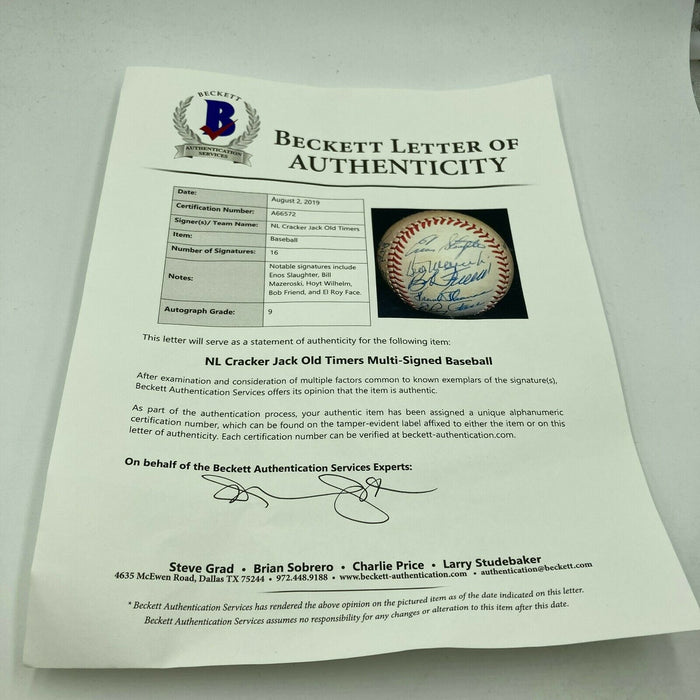 BECKETT
B
AUTHENTICATION
SERVICES
BECKETT LETTER OF
AUTHENTICITY
Date: August 2, 2019
Certification Number: A66572
Signer(s)/ Team Name: NL Cracker Jack Old Timers
Item: Baseball
Number of Signatures: 16
Notes: Notable signatures include
Enos Slaughter, Bill
Mazeroski, Hoyt Wilhelm,
Bob Friend, and El Roy Face.
Autograph Grade: 9
Bob Friend
This letter will serve as a statement of authenticity for the following item:
NL Cracker Jack Old Timers Multi-Signed Baseball
After examination and consideration of multiple factors common to known exemplars of the signature(s),
Beckett Authentication Services offers its opinion that the item is authentic.
As part of the authentication process, your authentic item has been assigned a unique alphanumeric
certification number, which can be found on the tamper-evident label affixed to either the item or on this
letter of authenticity. Each certification number can be verified at beckett-authentication.com.
On behalf of the Beckett Authentication Services Experts:
Steve Grad • Brian Sobrero • Charlie Price • Larry Studebaker
4635 McEwen Road, Dallas TX 75244 • 972.448.9188 • www.beckett-authentication.com • authentication@beckett.com
* Beckett Authentication Services has rendered the above opinion on the pictured item as of the date indicated on this letter.
Beckett Authentication Services assumes no responsibility for any changes or alteration to this item after this date.